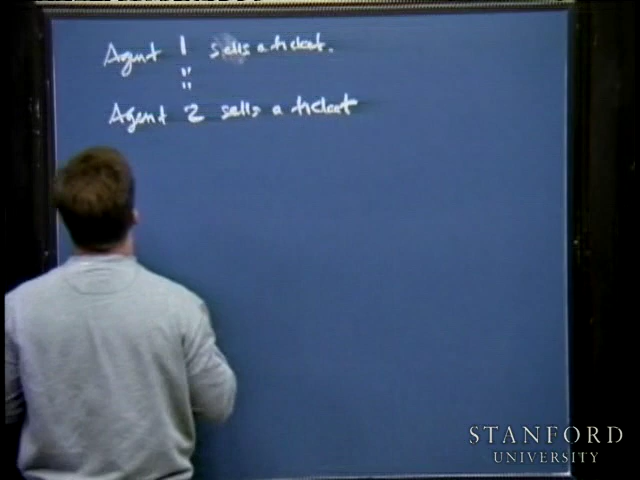 Agent 1 sells a ticket.
"
"
Agent 2 sells a ticket
STANFORD
UNIVERSITY